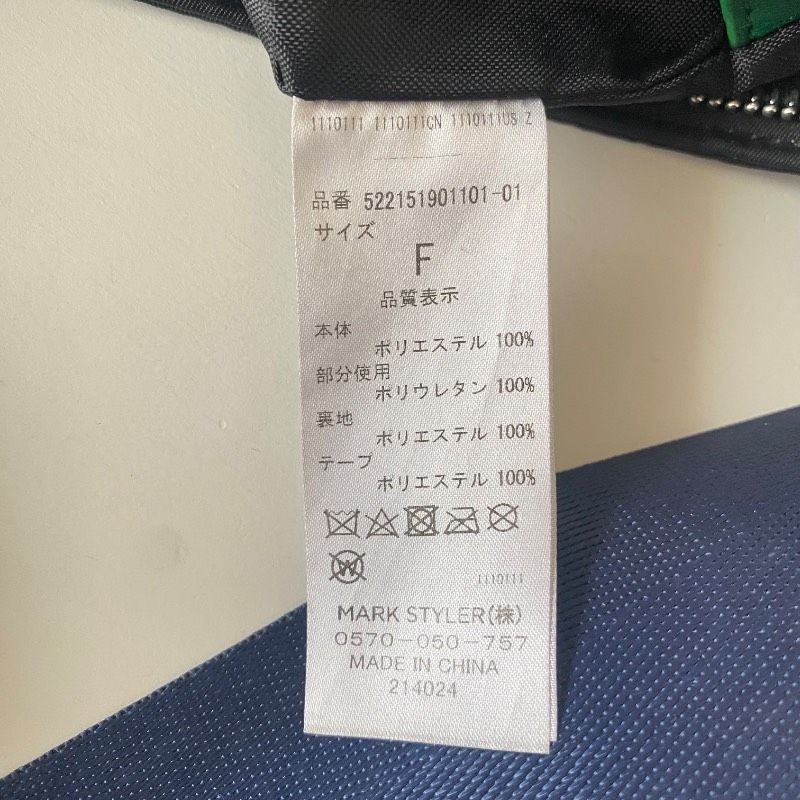 1110111 1110111CN 1110111US Z
品番 522151901101-01
サイズ
F
品質表示
本体
ポリエステル 100%
部分使用
ポリウレタン 100%
裏地
ポリエステル 100%
テープ
ポリエステル 100%
W
1110111
MARK STYLER(株)
0570-050-757
MADE IN CHINA
214024